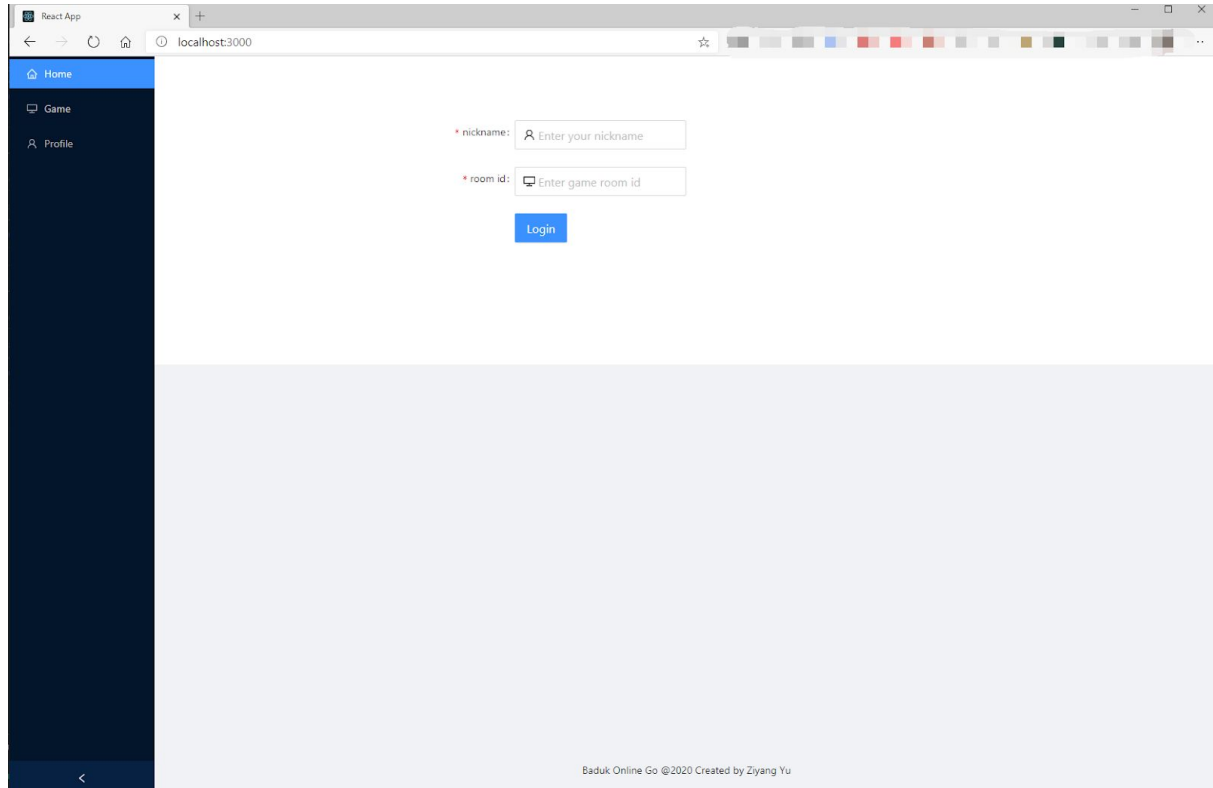 React App
localhost:3000
Home
Game
Profile
* nickname: Enter your nickname
* room id: Enter game room id
Login
Baduk Online Go @2020 Created by Ziyang Yu